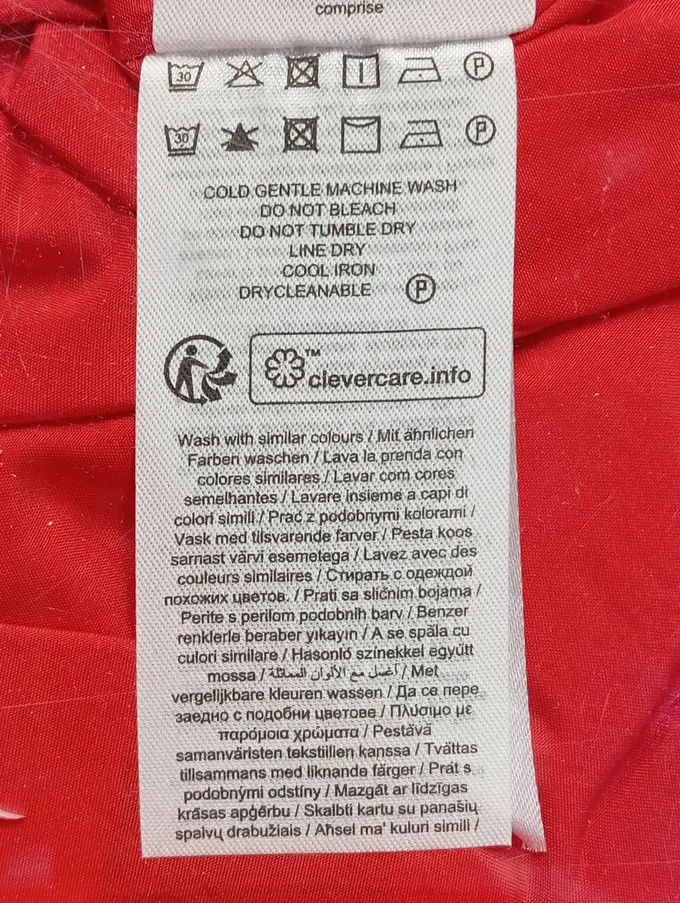 comprise
30 P
30 P
COLD GENTLE MACHINE WASH
DO NOT BLEACH
DO NOT TUMBLE DRY
LINE DRY
COOL IRON
DRYCLEANABLE P
™
clevercare.info
Wash with similar colours / Mit ähnlichen
Farben waschen / Lava la prenda con
colores similares / Lavar com cores
semelhantes / Lavare insieme a capi di
colori simili / Prać z podobnymi kolorami /
Vask med tilsvarende farver / Pesta koos
sarnast värvi esemetega / Lavez avec des
couleurs similaires / Стирать с одеждой
похожих цветов. / Prati sa sličnim bojama /
Perite s perilom podobnih barv / Benzer
renklerle beraber yıkayın / A se spăla cu
culori similare / Hasonló színekkel együtt
mossa / أغسل مع الألوان المماثلة / Met
vergelijkbare kleuren wassen / Да се пере
заедно с подобни цветове / Πλύσιμο με
παρόμοια χρώματα / Pestävä
samanväristen tekstiilien kanssa / Tvättas
tillsammans med liknande färger / Prát s
podobnými odstíny / Mazgāt ar līdzīgas
krāsas apģērbu / Skalbti kartu su panašių
spalvų drabužiais / Aħsel ma' kuluri simili /